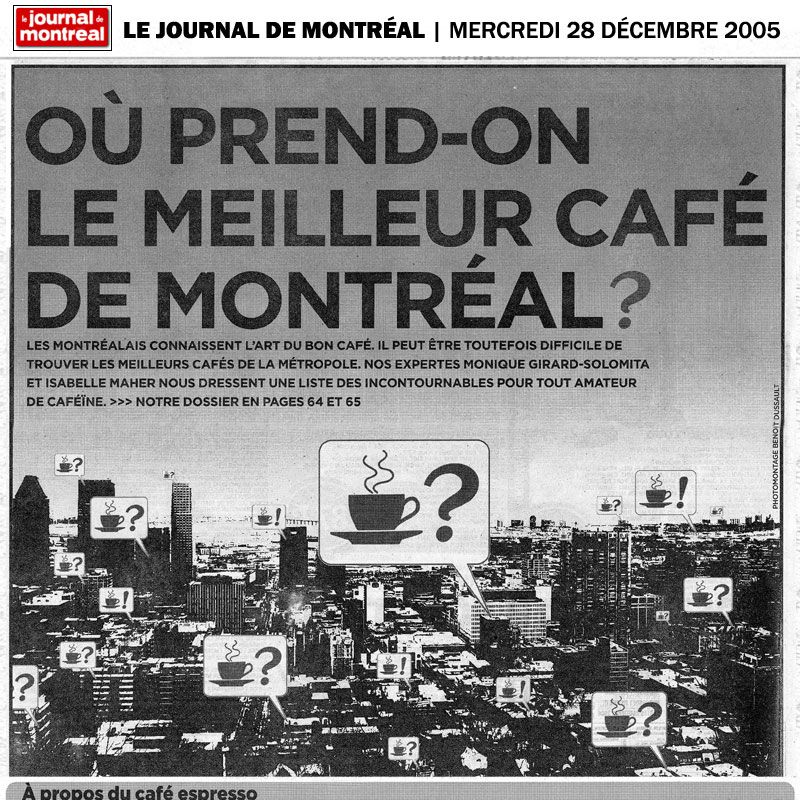 le journal de montréal
LE JOURNAL DE MONTRÉAL | MERCREDI 28 DÉCEMBRE 2005
OÙ PREND-ON
LE MEILLEUR CAFÉ
DE MONTRÉAL?
LES MONTRÉALAIS CONNAISSENT L'ART DU BON CAFÉ. IL PEUT ÊTRE TOUTEFOIS DIFFICILE DE
TROUVER LES MEILLEURS CAFÉS DE LA MÉTROPOLE. NOS EXPERTES MONIQUE GIRARD-SOLOMITA
ET ISABELLE MAHER NOUS DRESSENT UNE LISTE DES INCONTOURNABLES POUR TOUT AMATEUR
DE CAFÉÏNE. >>> NOTRE DOSSIER EN PAGES 64 ET 65
PHOTOMONTAGE BENOIT DUSSAULT
?
?
?
!
!
?
?
?
!
?
?
?
!
?
!
?
?
À propos du café espresso